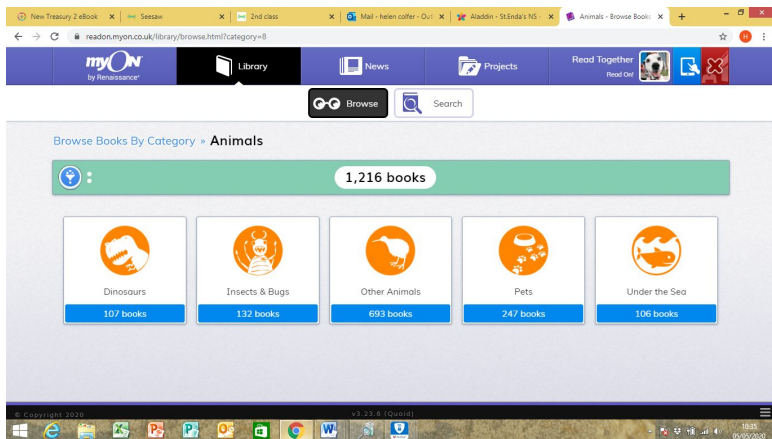 New Treasury 2 eBook
Seesaw
2nd class
Mail - helen colfer - Out
Aladdin - St.Enda's NS -
Animals - Browse Books
readon.myon.co.uk/library/browse.html?category=8
H
myON
by Renaissance
Library
News
Projects
Read Together
Read On!
Browse
Search
Browse Books By Category » Animals
1,216 books
Dinosaurs
Insects & Bugs
Other Animals
Pets
Under the Sea
107 books
132 books
693 books
247 books
106 books
© Copyright 2020
v3.23.6 (Quoid)
10:35
05/05/2020